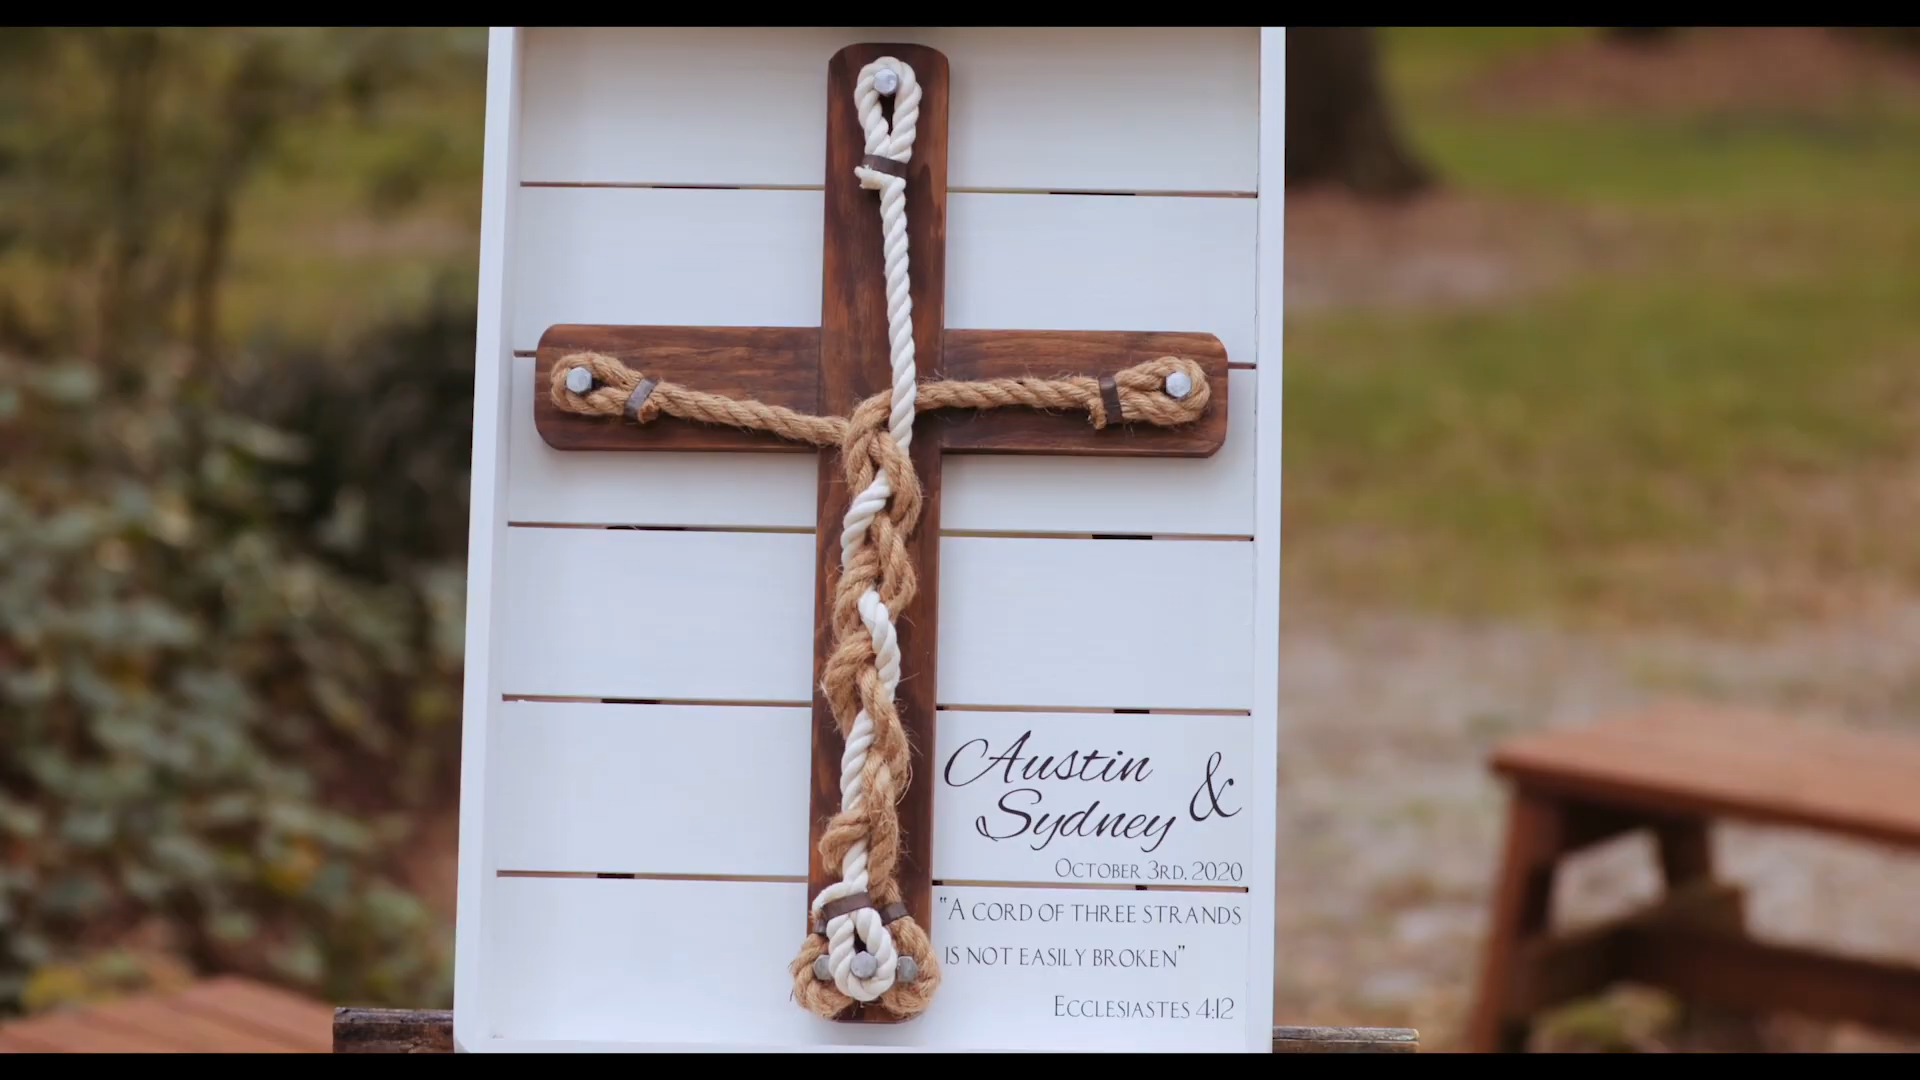 Austin &
Sydney
October 3rd, 2020
"A cord of three strands
is not easily broken"
Ecclesiastes 4:12